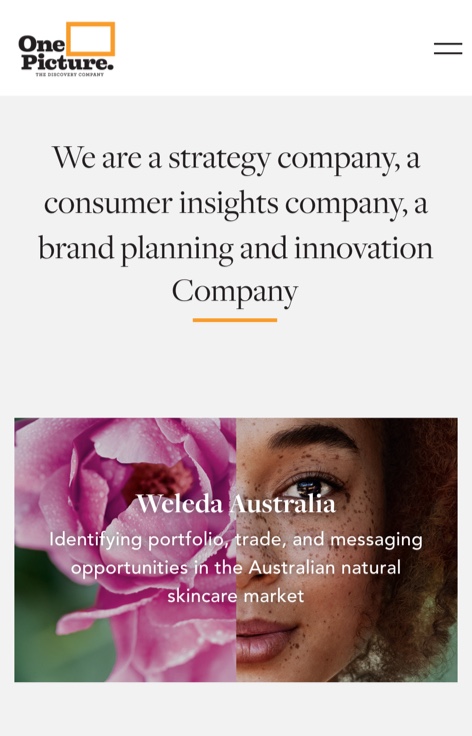 One
Picture.
THE DISCOVERY COMPANY
We are a strategy company, a
consumer insights company, a
brand planning and innovation
Company
Weleda Australia
Identifying portfolio, trade, and messaging
opportunities in the Australian natural
skincare market